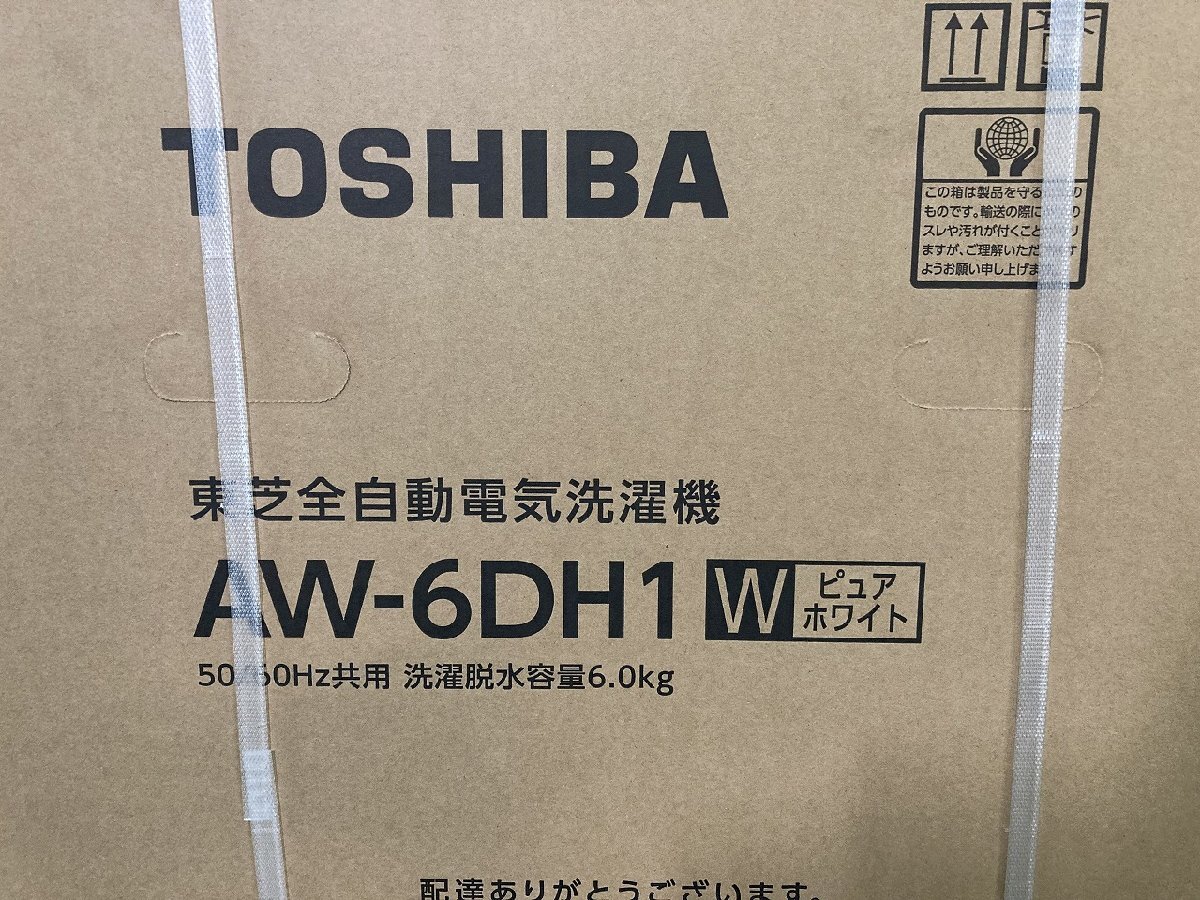 TOSHIBA
この箱は製品を守る
ものです。輸送の際に
スレや汚れが付くこと
ますが、ご理解いただ
ようお願い申し上げま
東芝全自動電気洗濯機
AW-6DH1 W ピュア
ホワイト
50/60Hz共用 洗濯脱水容量6.0kg
配達ありがとうございます。